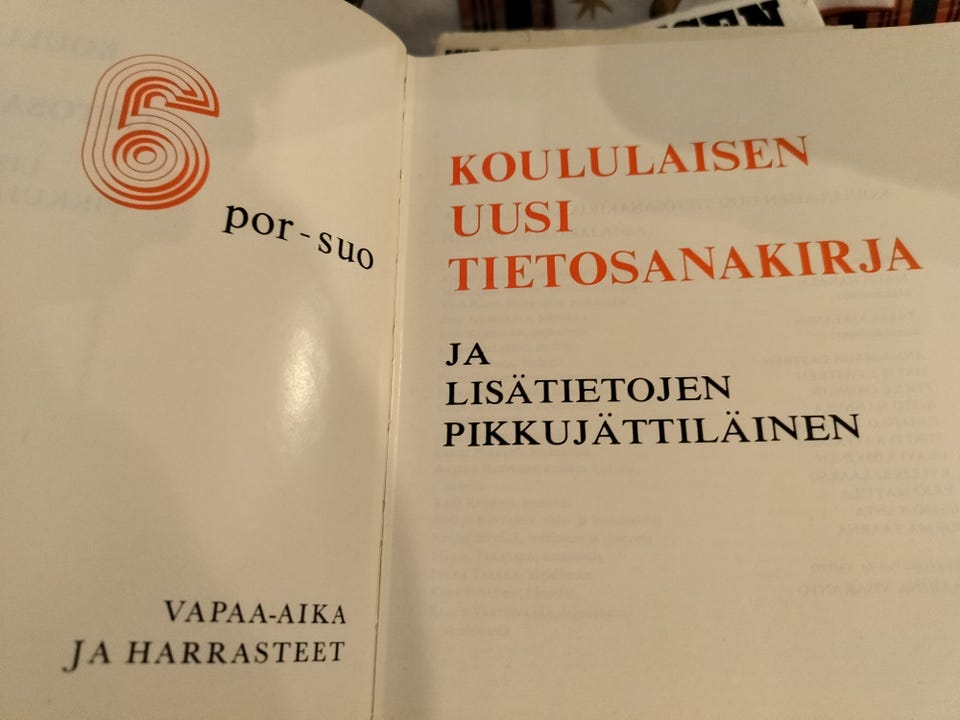 6
por-suo
VAPAA-AIKA
JA HARRASTEET
KOULULAISEN
UUSI
TIETOSANAKIRJA
JA
LISÄTIETOJEN
PIKKUJÄTTILÄINEN